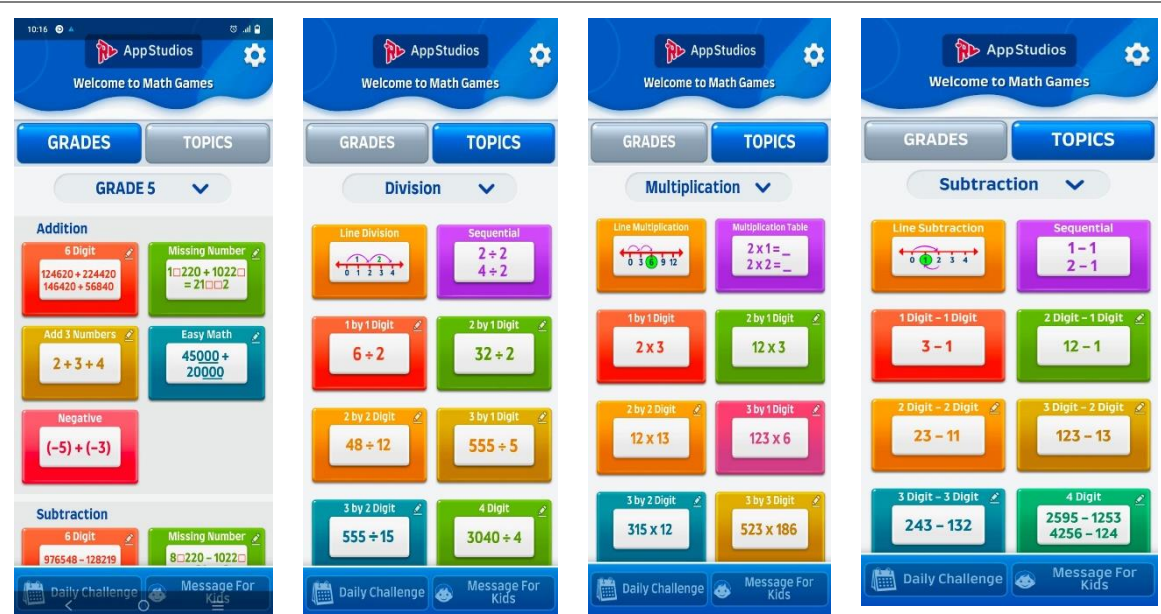 10:16
AppStudios
Welcome to Math Games
GRADES TOPICS
GRADE 5
Addition
6 Digit
124620 + 224420
146420 + 56840
Missing Number
1□220 + 1022□
= 21□□2
Add 3 Numbers
2 + 3 + 4
Easy Math
45000 +
20000
Negative
(−5) + (−3)
Subtraction
6 Digit
976548 – 128219
Missing Number
8□220 – 1022□
Daily Challenge
Message For
Kids
AppStudios
Welcome to Math Games
GRADES TOPICS
Division
Line Division
1 2
0 1 2 3 4
Sequential
2 ÷ 2
4 ÷ 2
1 by 1 Digit
6 ÷ 2
2 by 1 Digit
32 ÷ 2
2 by 2 Digit
48 ÷ 12
3 by 1 Digit
555 ÷ 5
3 by 2 Digit
555 ÷ 15
4 Digit
3040 ÷ 4
Daily Challenge
Message For
Kids
AppStudios
Welcome to Math Games
GRADES TOPICS
Multiplication
Line Multiplication
0 3 6 9 12
Multiplication Table
2 x 1 = _
2 x 2 = _
1 by 1 Digit
2 x 3
2 by 1 Digit
12 x 3
2 by 2 Digit
12 x 13
3 by 1 Digit
123 x 6
3 by 2 Digit
315 x 12
3 by 3 Digit
523 x 186
Daily Challenge
Message For
Kids
AppStudios
Welcome to Math Games
GRADES TOPICS
Subtraction
Line Subtraction
0 1 2 3 4
Sequential
1 – 1
2 – 1
1 Digit – 1 Digit
3 – 1
2 Digit – 1 Digit
12 – 1
2 Digit – 2 Digit
23 – 11
3 Digit – 2 Digit
123 – 13
3 Digit – 3 Digit
243 – 132
4 Digit
2595 – 1253
4256 – 124
Daily Challenge
Message For
Kids